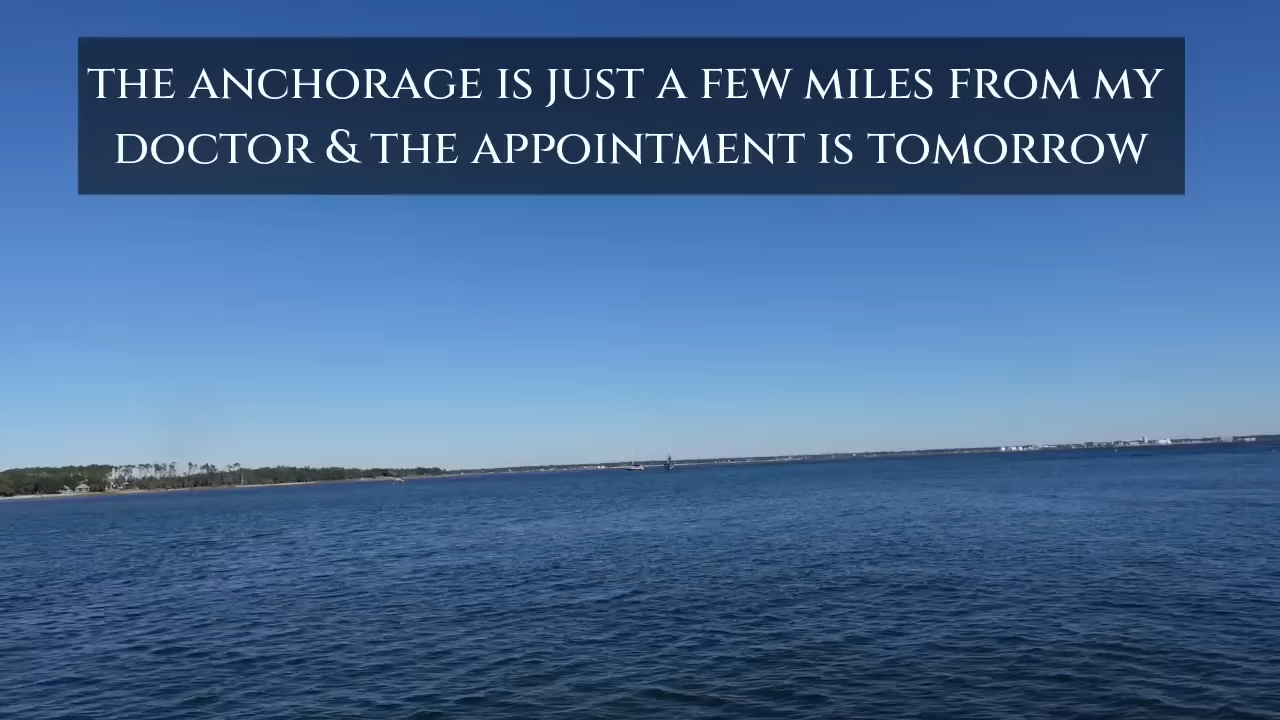 THE ANCHORAGE IS JUST A FEW MILES FROM MY
DOCTOR & THE APPOINTMENT IS TOMORROW